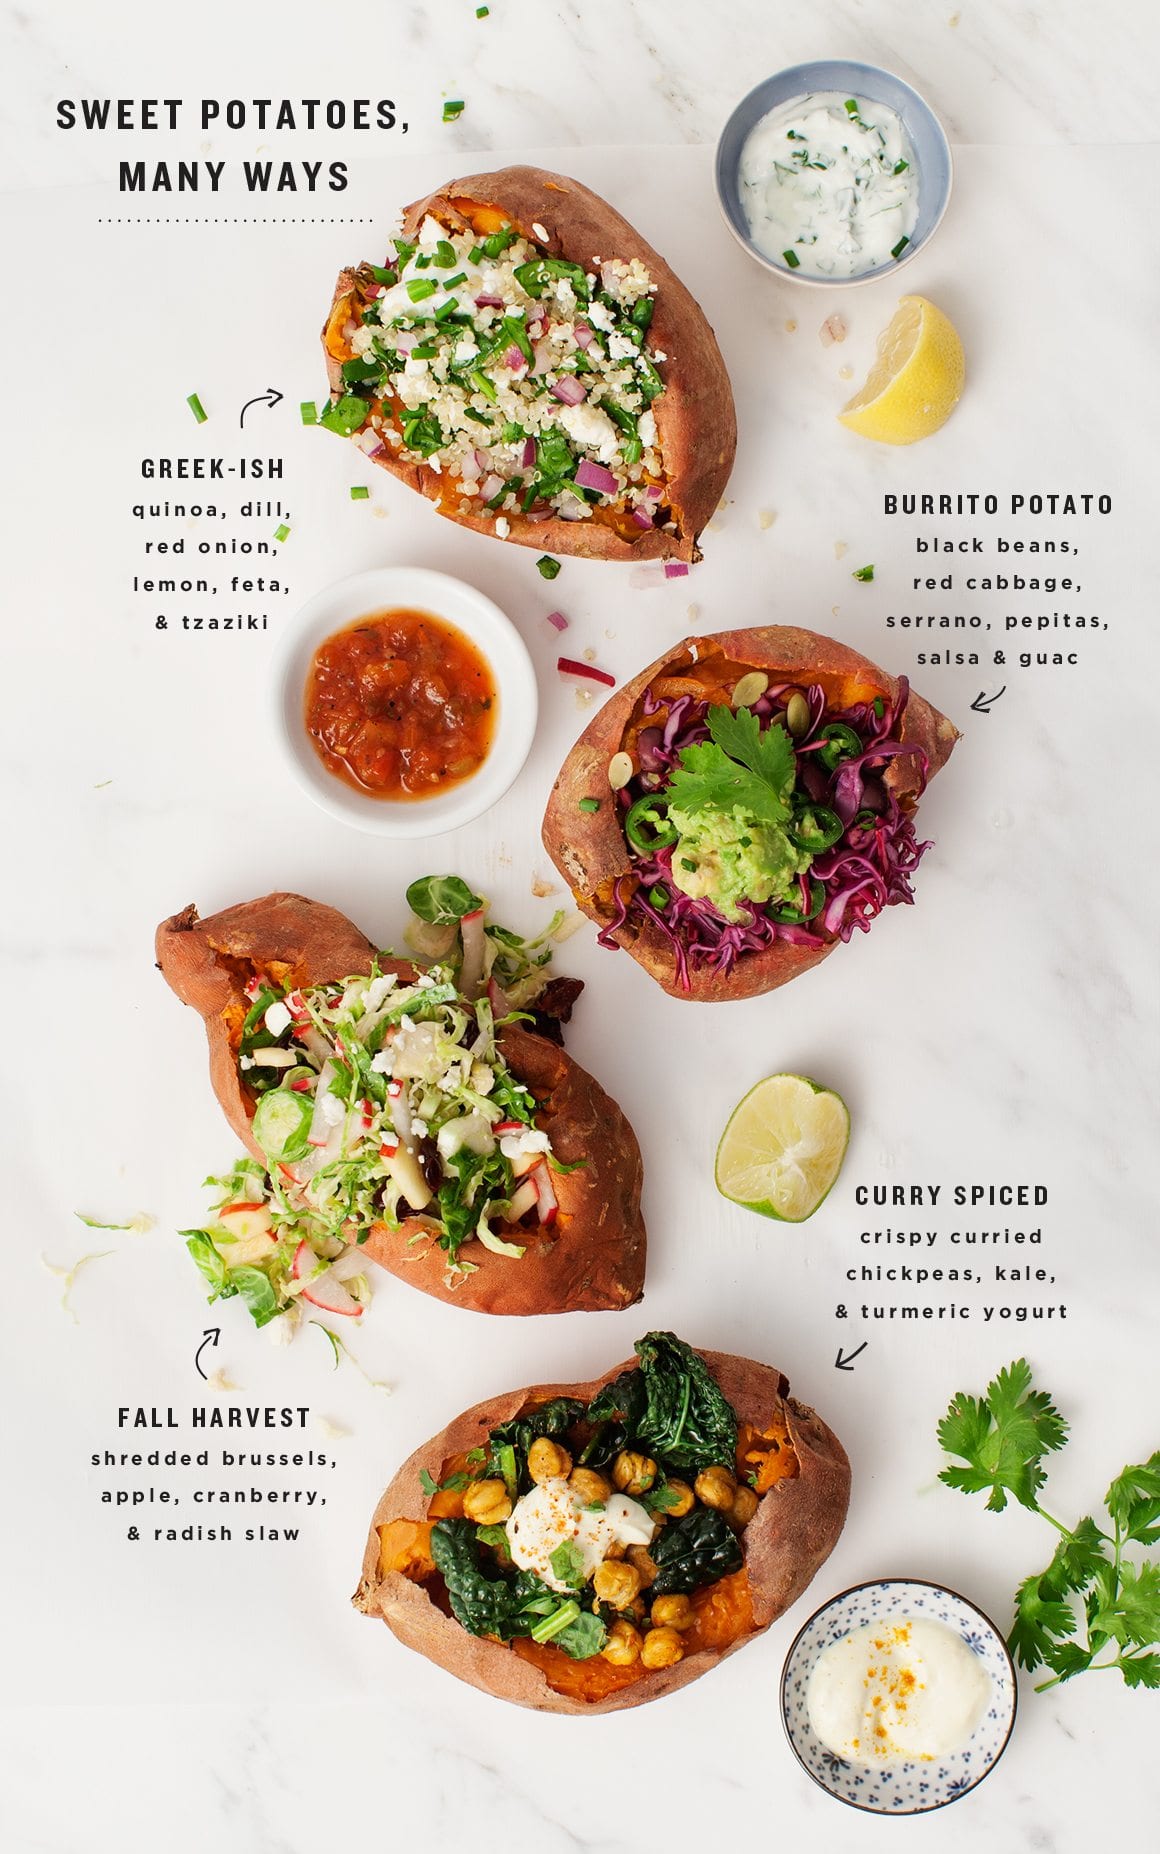 SWEET POTATOES,
MANY WAYS
GREEK-ISH
quinoa, dill,
red onion,
lemon, feta,
& tzaziki
BURRITO POTATO
black beans,
red cabbage,
serrano, pepitas,
salsa & guac
CURRY SPICED
crispy curried
chickpeas, kale,
& turmeric yogurt
FALL HARVEST
shredded brussels,
apple, cranberry,
& radish slaw